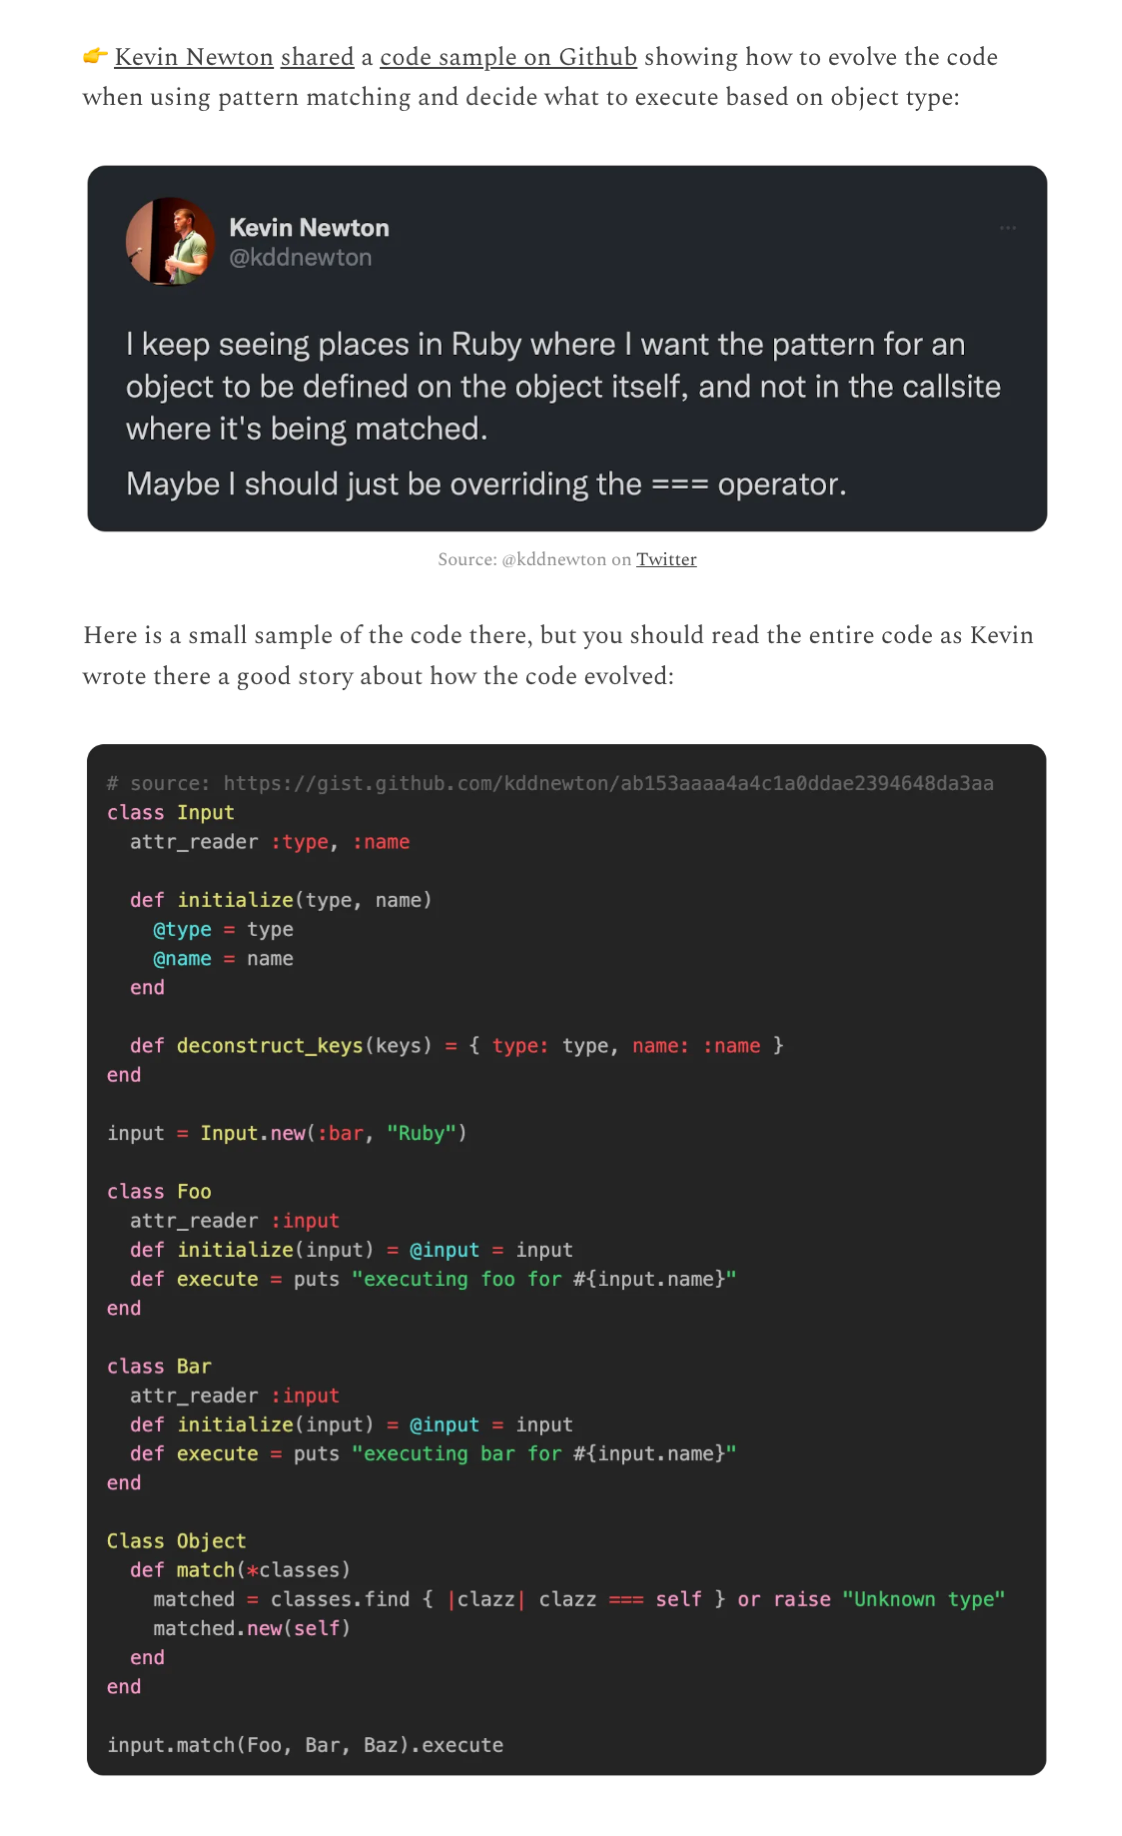 👉 Kevin Newton shared a code sample on Github showing how to evolve the code
when using pattern matching and decide what to execute based on object type:
Kevin Newton
@kddnewton
...
I keep seeing places in Ruby where I want the pattern for an
object to be defined on the object itself, and not in the callsite
where it's being matched.
Maybe I should just be overriding the === operator.
Source: @kddnewton on Twitter
Here is a small sample of the code there, but you should read the entire code as Kevin
wrote there a good story about how the code evolved:
# source: https://gist.github.com/kddnewton/ab153aaaa4a4c1a0ddae2394648da3aa
class Input
  attr_reader :type, :name
  def initialize(type, name)
    @type = type
    @name = name
  end
  def deconstruct_keys(keys) = { type: type, name: :name }
end
input = Input.new(:bar, "Ruby")
class Foo
  attr_reader :input
  def initialize(input) = @input = input
  def execute = puts "executing foo for #{input.name}"
end
class Bar
  attr_reader :input
  def initialize(input) = @input = input
  def execute = puts "executing bar for #{input.name}"
end
Class Object
  def match(*classes)
    matched = classes.find { |clazz| clazz === self } or raise "Unknown type"
    matched.new(self)
  end
end
input.match(Foo, Bar, Baz).execute